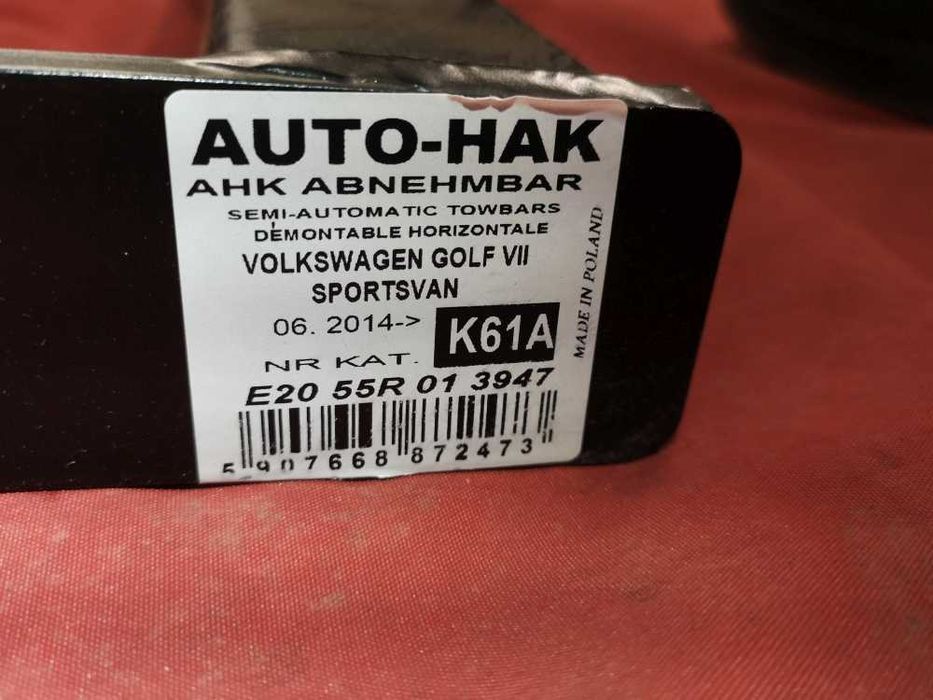 AUTO-HAK
AHK ABNEHMBAR
SEMI-AUTOMATIC TOWBARS
DÉMONTABLE HORIZONTALE
VOLKSWAGEN GOLF VII
SPORTSVAN
06. 2014->
NR KAT. K61A
E20 55R 01 3947
5 907668 872473
MADE IN POLAND